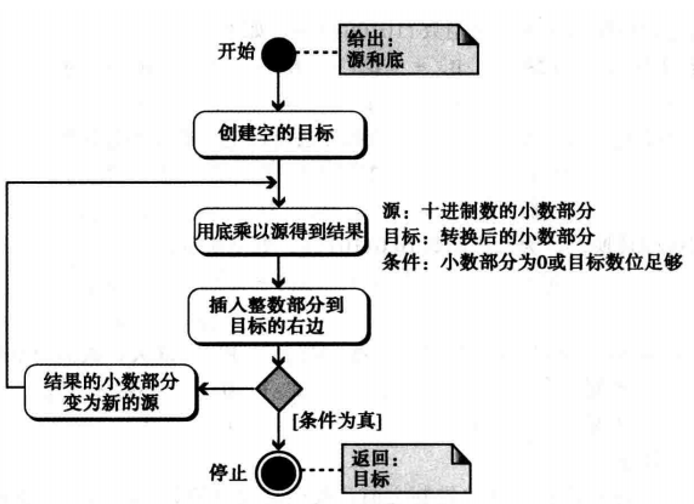 开始
给出：
源和底
创建空的目标
用底乘以源得到结果
源：十进制数的小数部分
目标：转换后的小数部分
条件：小数部分为0或目标数位足够
插入整数部分到
目标的右边
结果的小数部分
变为新的源
[条件为真]
停止
返回：
目标